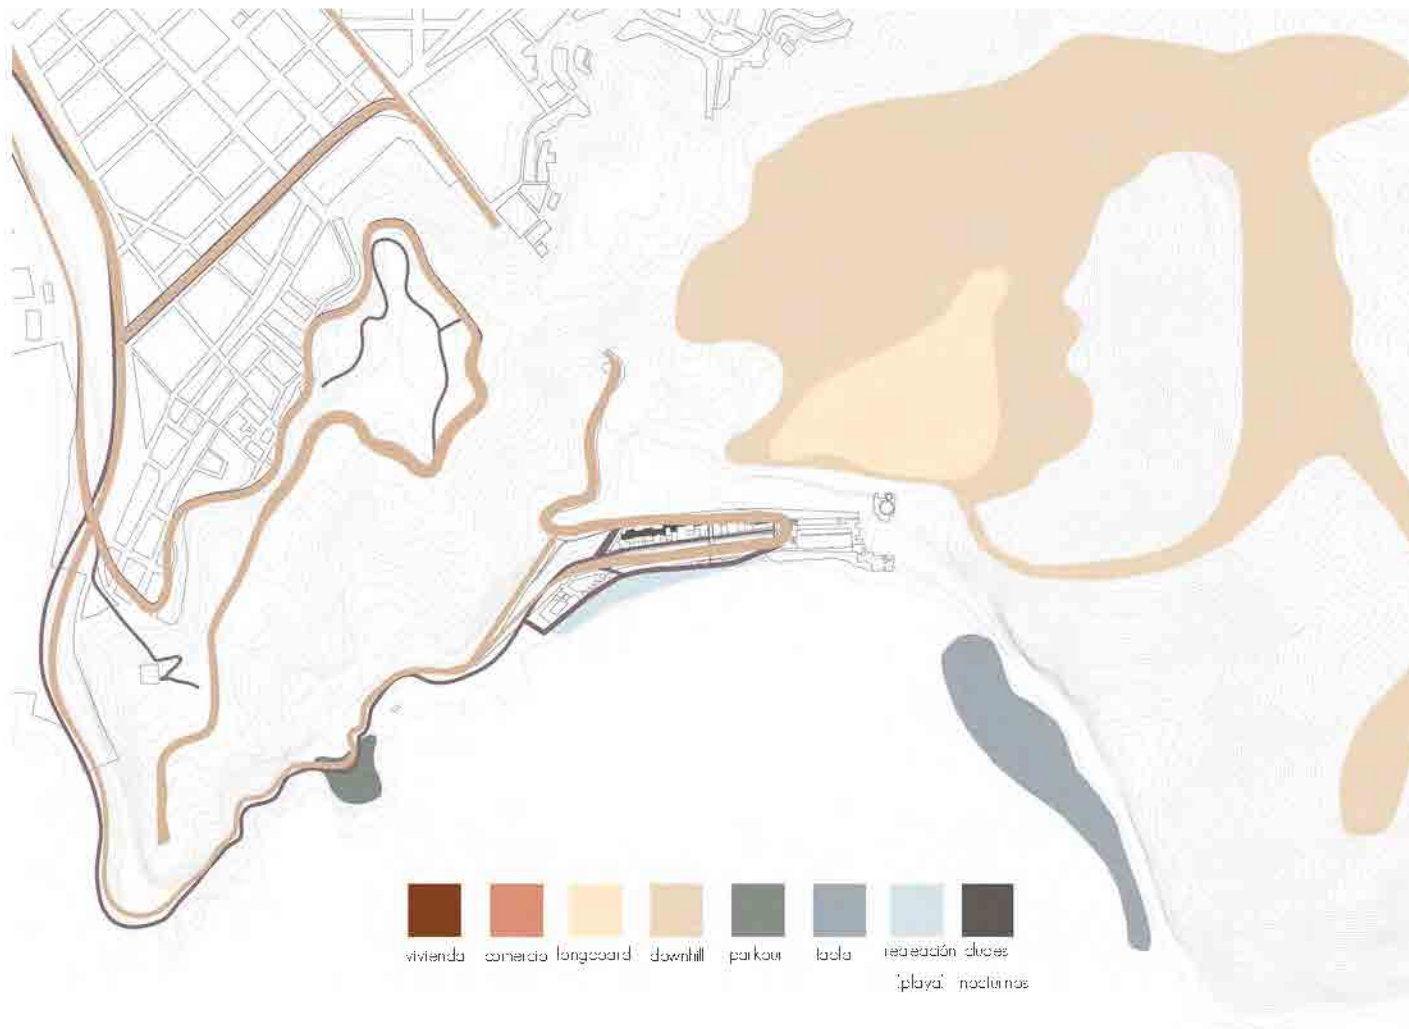 vivienda comercio longboard downhill parkour tabla recreación clubes
(playa) nocturnos